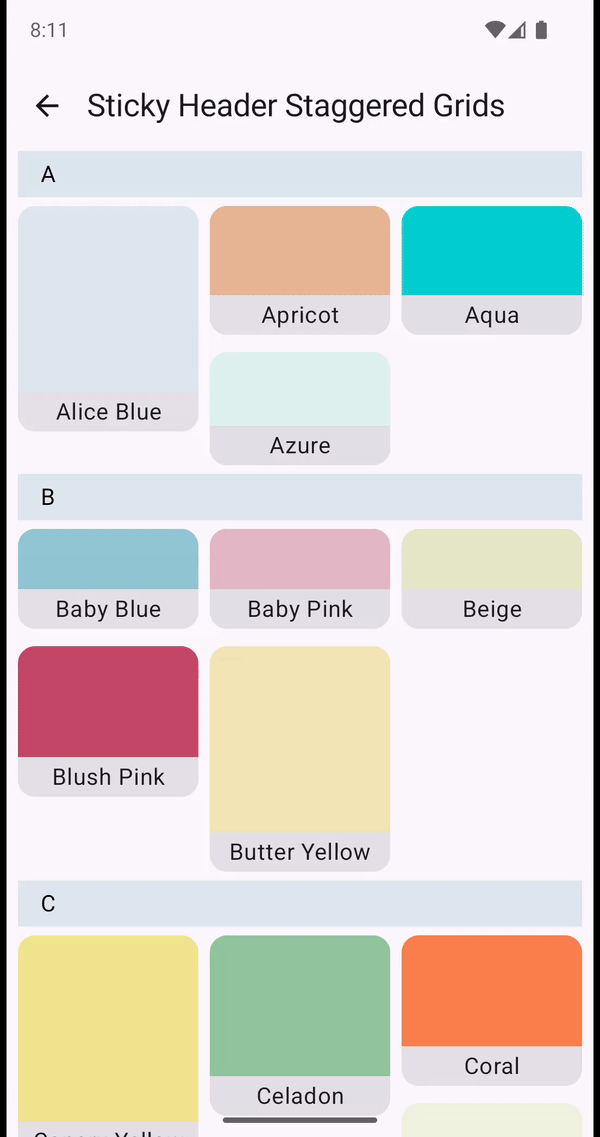 8:11
Sticky Header Staggered Grids
A
Apricot
Aqua
Alice Blue
Azure
B
Baby Blue
Baby Pink
Beige
Blush Pink
Butter Yellow
C
Coral
Celadon